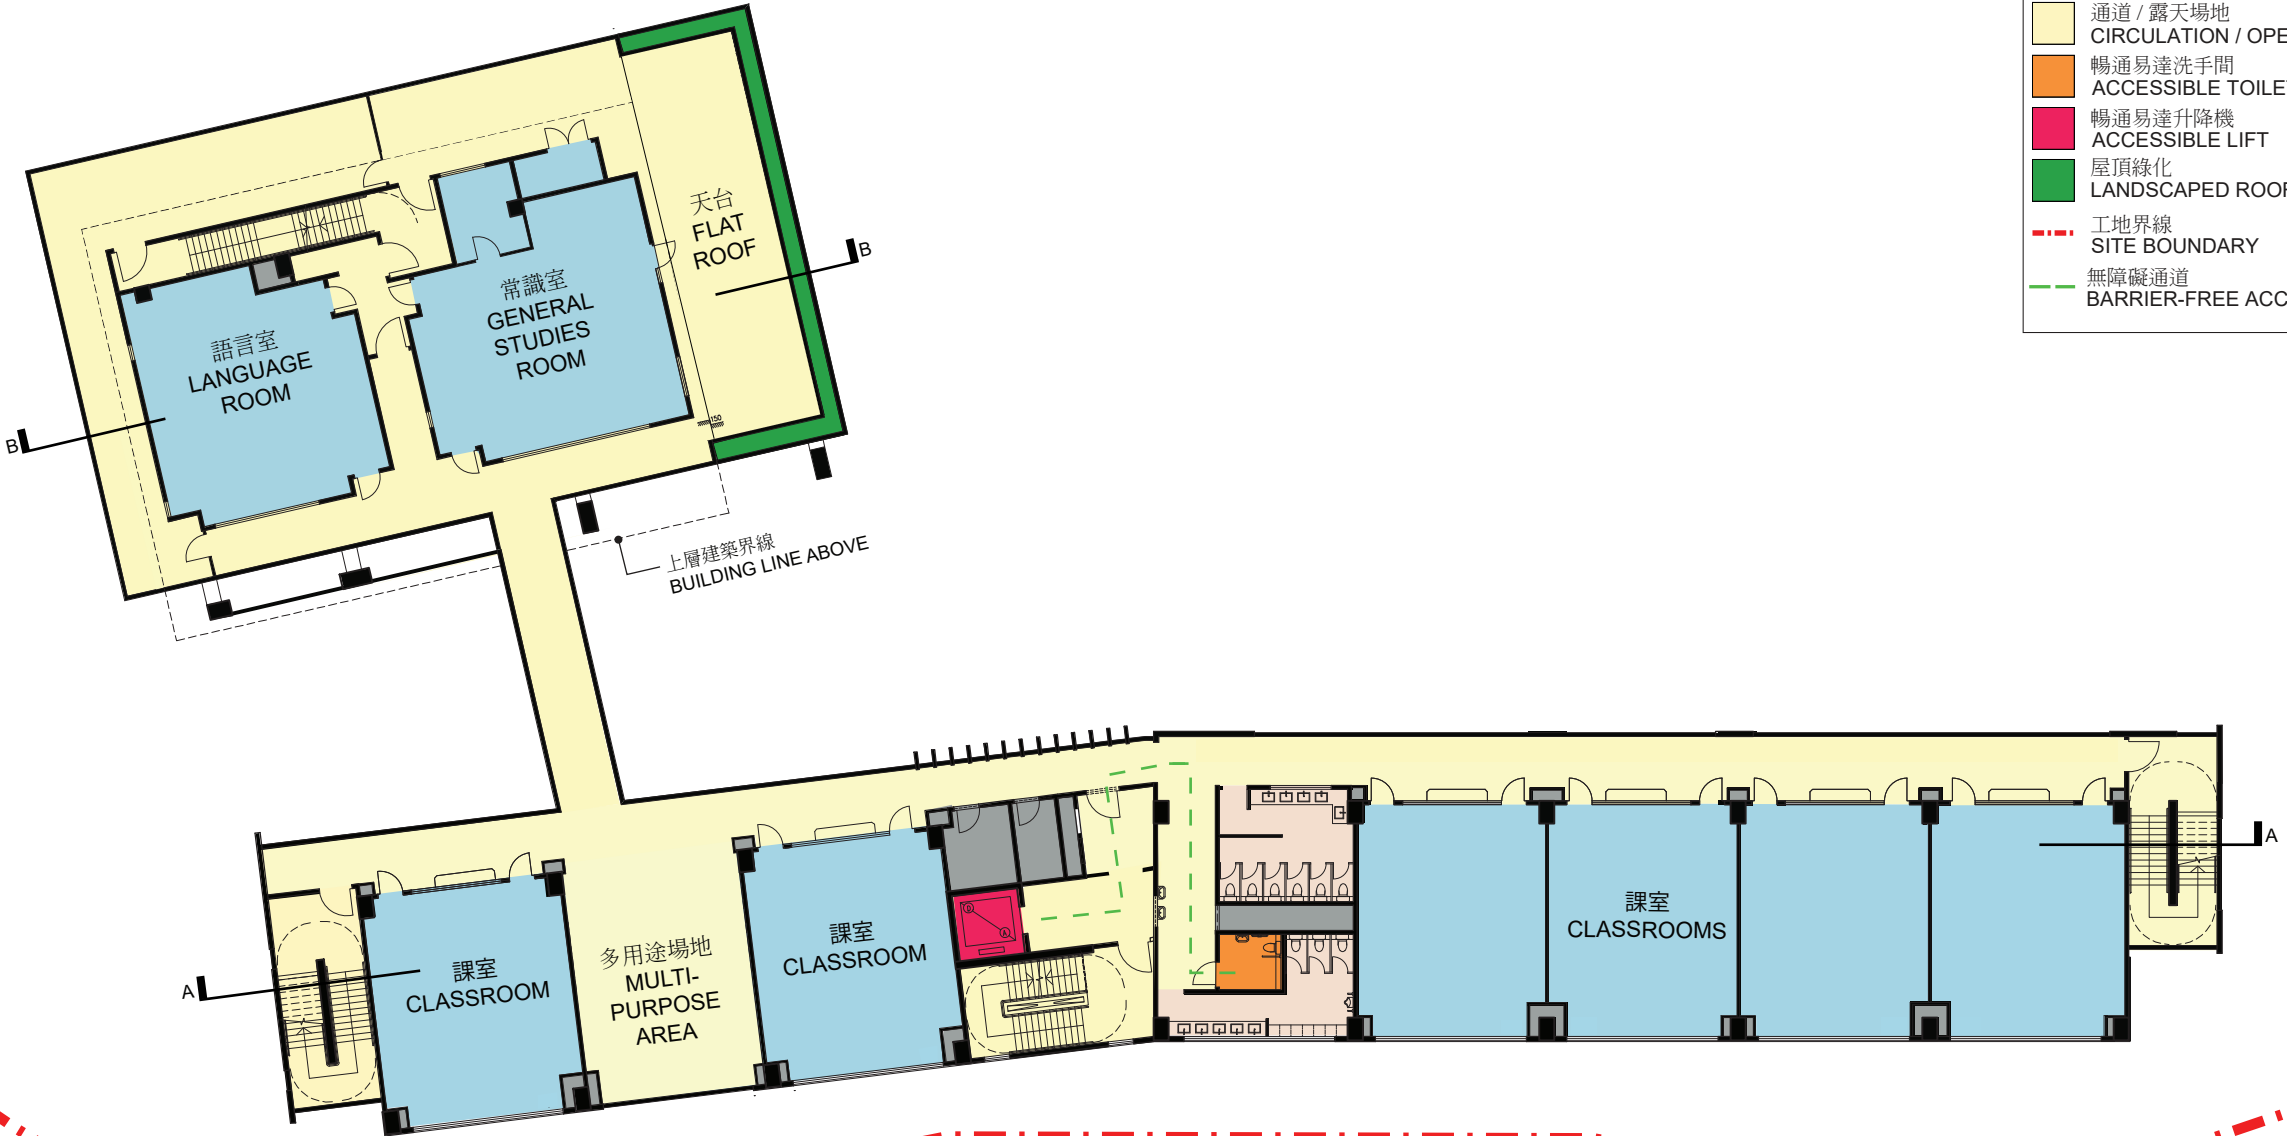 通道 / 露天場地
CIRCULATION / OPE
暢通易達洗手間
ACCESSIBLE TOILE
暢通易達升降機
ACCESSIBLE LIFT
屋頂綠化
LANDSCAPED ROOF
工地界線
SITE BOUNDARY
無障礙通道
BARRIER-FREE ACC
天台
FLAT
ROOF
B
常識室
GENERAL
STUDIES
ROOM
語言室
LANGUAGE
ROOM
B
150
上層建築界線
BUILDING LINE ABOVE
A
課室
CLASSROOMS
課室
CLASSROOM
多用途場地
MULTI-
PURPOSE
AREA
課室
CLASSROOM
A